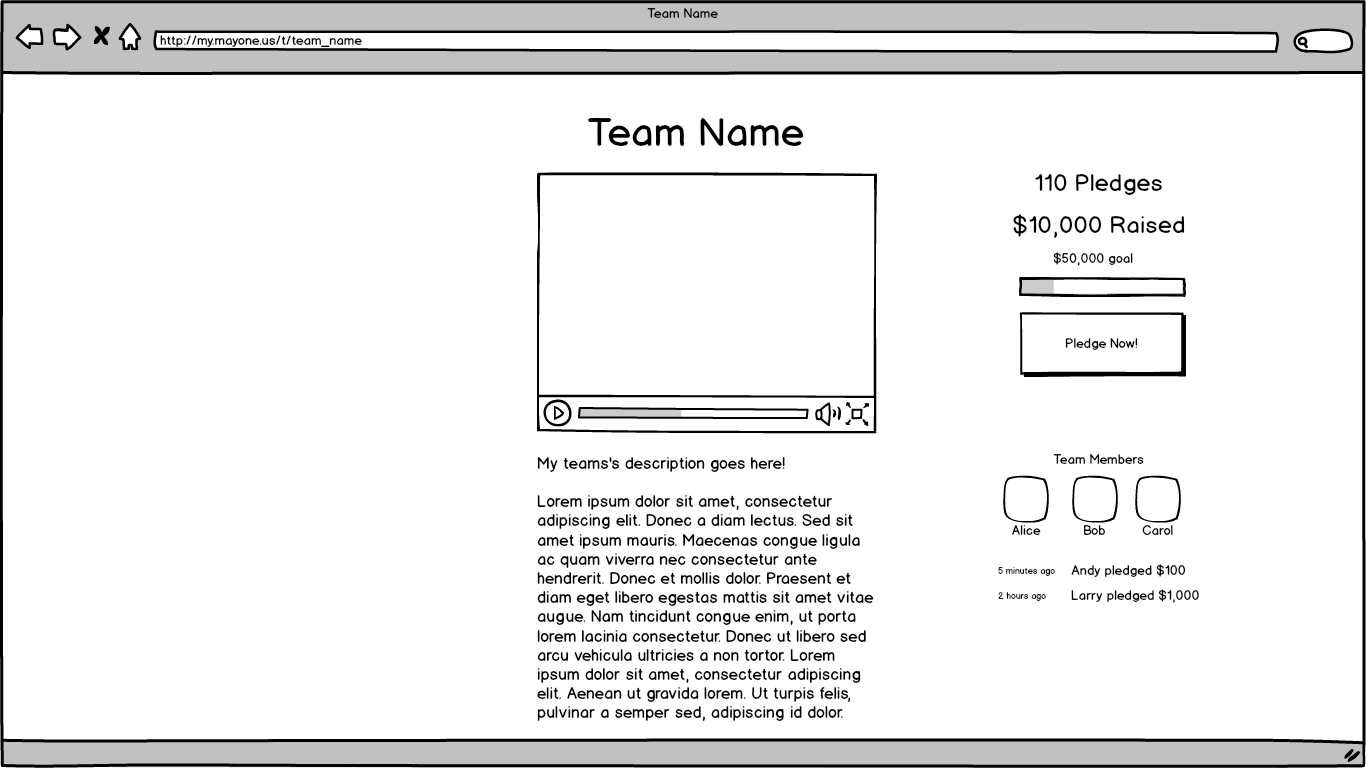 Team Name
http://my.mayone.us/t/team_name
Team Name
110 Pledges
$10,000 Raised
$50,000 goal
Pledge Now!
My teams's description goes here!
Lorem ipsum dolor sit amet, consectetur
adipiscing elit. Donec a diam lectus. Sed sit
amet ipsum mauris. Maecenas congue ligula
ac quam viverra nec consectetur ante
hendrerit. Donec et mollis dolor. Praesent et
diam eget libero egestas mattis sit amet vitae
augue. Nam tincidunt congue enim, ut porta
lorem lacinia consectetur. Donec ut libero sed
arcu vehicula ultricies a non tortor. Lorem
ipsum dolor sit amet, consectetur adipiscing
elit. Aenean ut gravida lorem. Ut turpis felis,
pulvinar a semper sed, adipiscing id dolor.
Team Members
Alice Bob Carol
5 minutes ago Andy pledged $100
2 hours ago Larry pledged $1,000